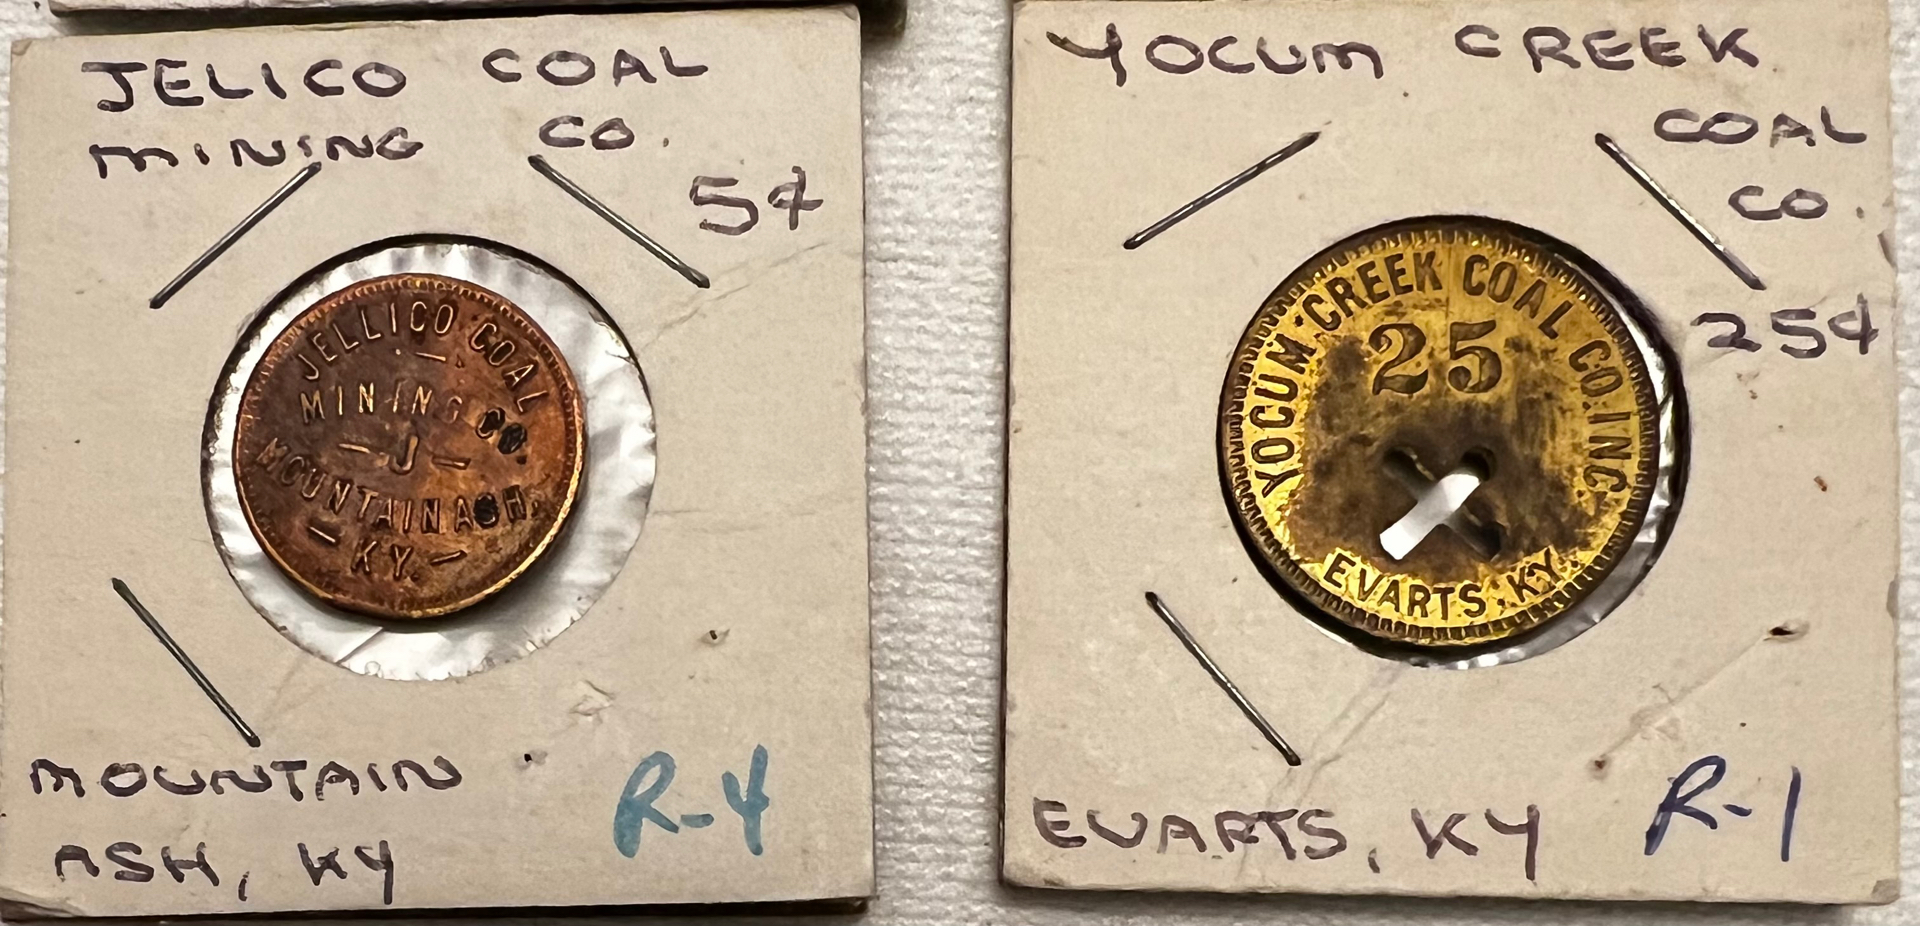 JELICO COAL
MINING CO.
5¢
JELLICO COAL
MINING CO.
J
MOUNTAIN ASH,
KY.
MOUNTAIN
ASH, KY
R-4
YOCUM CREEK
COAL
CO.
25¢
YOCUM CREEK COAL CO. INC.
25
EVARTS, KY.
EVARTS, KY
R-1